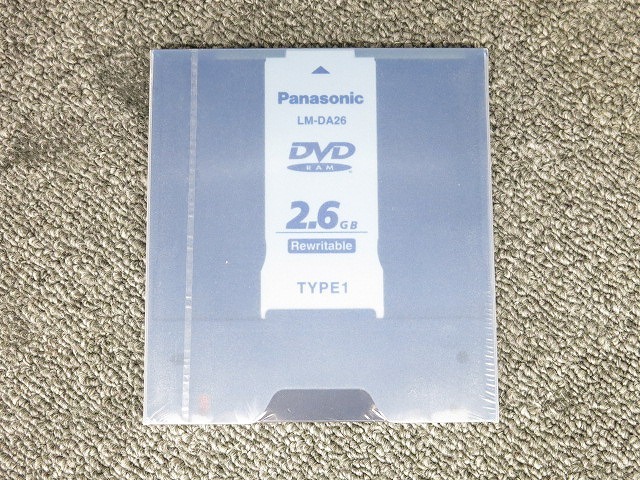 Panasonic
LM-DA26
DVD
RAM
2.6GB
Rewritable
TYPE1